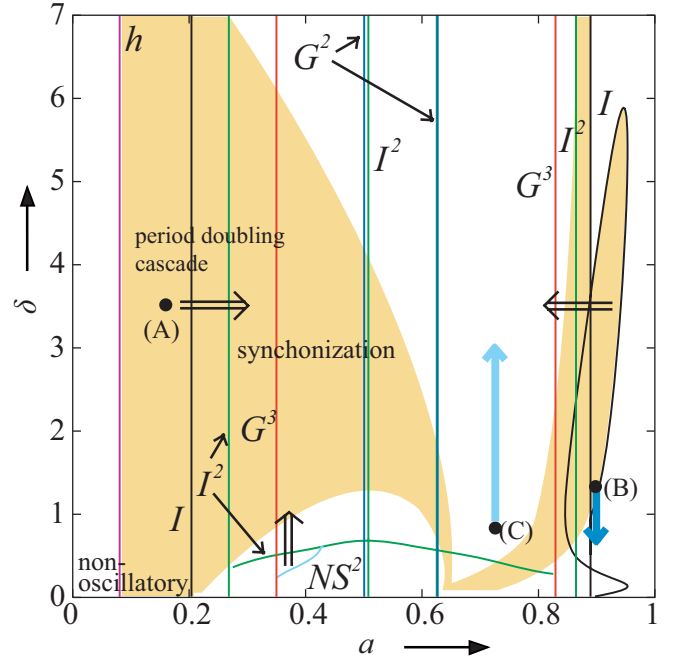 7
6
5
4
3
2
1
0
δ
h
G²
I²
I
I²
G³
period doubling
cascade
(A)
synchonization
G³
I²
I
(B)
(C)
non-
oscillatory
NS²
0
0.2
0.4
0.6
0.8
1
a